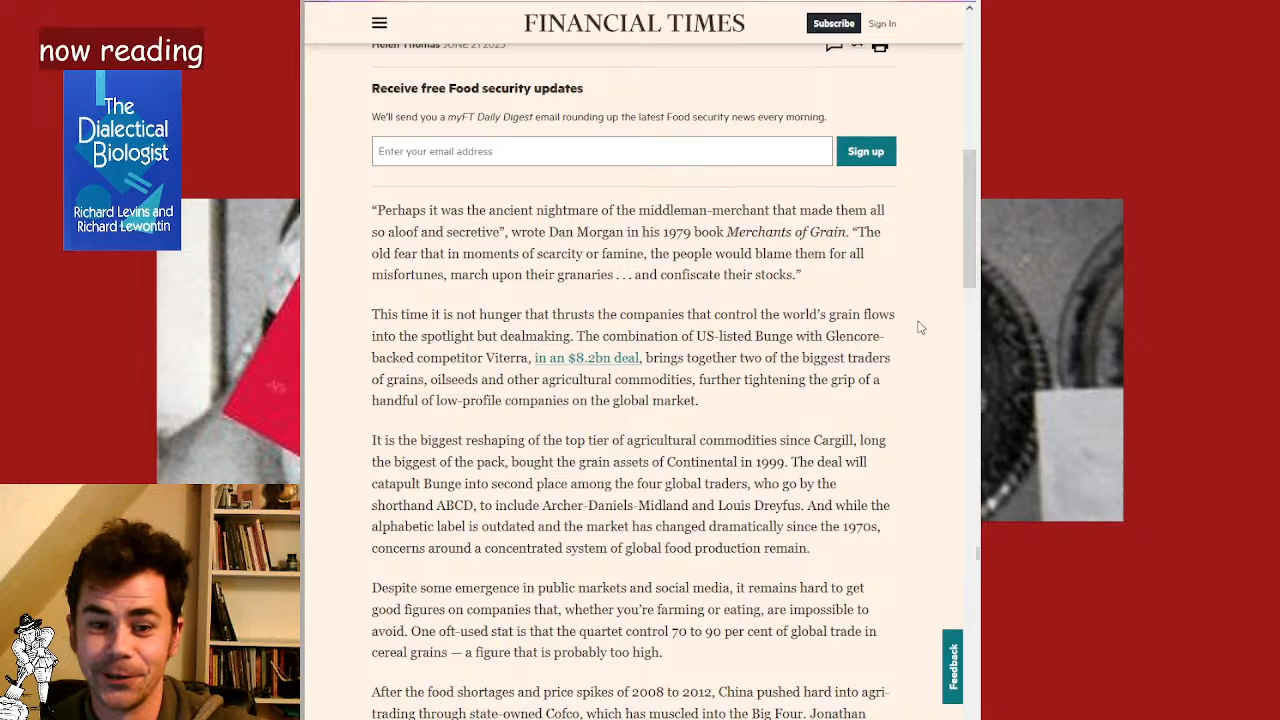 now reading
The
Dialectical
Biologist
Richard Levins and
Richard Lewontin
FINANCIAL TIMES
Subscribe
Sign In
Helen Thomas JUNE 21 2023
Receive free Food security updates
We'll send you a myFT Daily Digest email rounding up the latest Food security news every morning.
Enter your email address
Sign up
“Perhaps it was the ancient nightmare of the middleman-merchant that made them all
so aloof and secretive”, wrote Dan Morgan in his 1979 book Merchants of Grain. “The
old fear that in moments of scarcity or famine, the people would blame them for all
misfortunes, march upon their granaries . . . and confiscate their stocks.”
This time it is not hunger that thrusts the companies that control the world’s grain flows
into the spotlight but dealmaking. The combination of US-listed Bunge with Glencore-
backed competitor Viterra, in an $8.2bn deal, brings together two of the biggest traders
of grains, oilseeds and other agricultural commodities, further tightening the grip of a
handful of low-profile companies on the global market.
It is the biggest reshaping of the top tier of agricultural commodities since Cargill, long
the biggest of the pack, bought the grain assets of Continental in 1999. The deal will
catapult Bunge into second place among the four global traders, who go by the
shorthand ABCD, to include Archer-Daniels-Midland and Louis Dreyfus. And while the
alphabetic label is outdated and the market has changed dramatically since the 1970s,
concerns around a concentrated system of global food production remain.
Despite some emergence in public markets and social media, it remains hard to get
good figures on companies that, whether you’re farming or eating, are impossible to
avoid. One oft-used stat is that the quartet control 70 to 90 per cent of global trade in
cereal grains — a figure that is probably too high.
After the food shortages and price spikes of 2008 to 2012, China pushed hard into agri-
trading through state-owned Cofco, which has muscled into the Big Four. Jonathan
Feedback